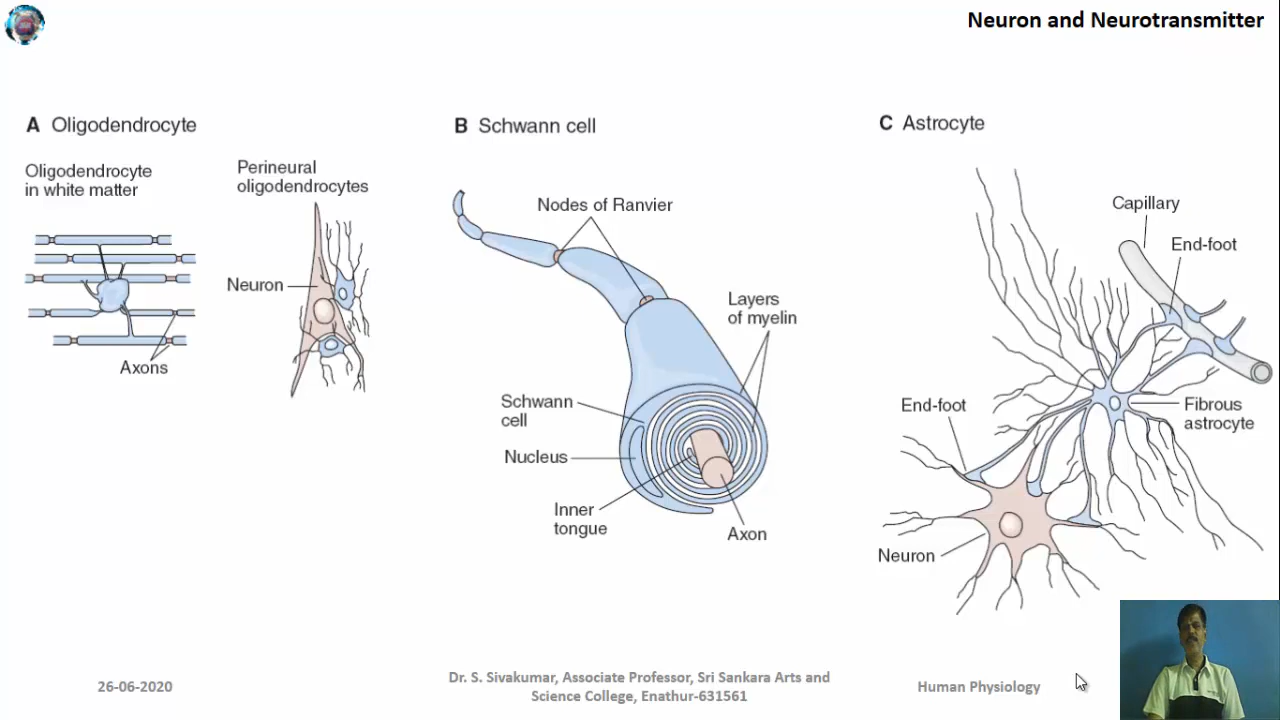 Neuron and Neurotransmitter
A Oligodendrocyte
Oligodendrocyte
in white matter
Perineural
oligodendrocytes
Neuron
Axons
B Schwann cell
Nodes of Ranvier
Layers
of myelin
Schwann
cell
Nucleus
Inner
tongue
Axon
C Astrocyte
Capillary
End-foot
End-foot
Fibrous
astrocyte
Neuron
26-06-2020
Dr. S. Sivakumar, Associate Professor, Sri Sankara Arts and
Science College, Enathur-631561
Human Physiology